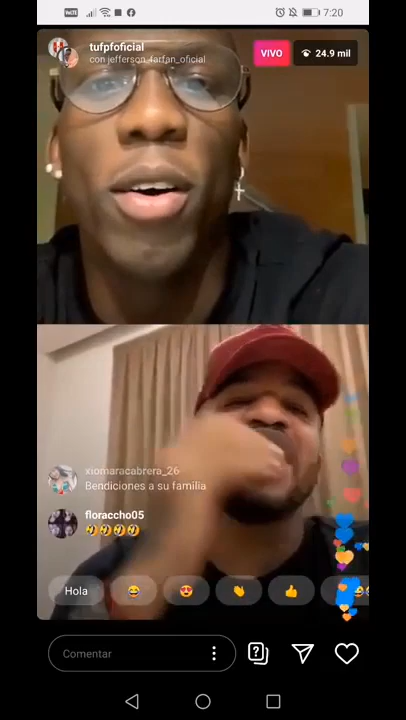 7:20
tufpfoficial
con jefferson_farfan_oficial
VIVO
24.9 mil
xiomaracabrera_26
Bendiciones a su familia
floraccho05
🤣🤣🤣🤣
Hola
Comentar